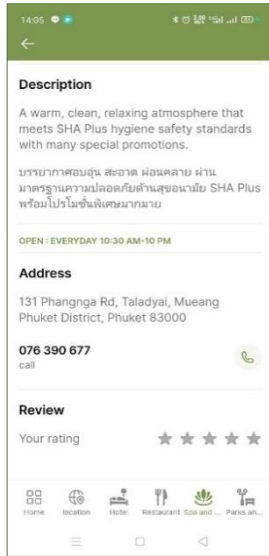 14:05
Description
A warm, clean, relaxing atmosphere that
meets SHA Plus hygiene safety standards
with many special promotions.
บรรยากาศอบอุ่น สะอาด ผ่อนคลาย ผ่าน
มาตรฐานความปลอดภัยด้านสุขอนามัย SHA Plus
พร้อมโปรโมชั่นพิเศษมากมาย
OPEN : EVERYDAY 10:30 AM-10 PM
Address
131 Phangnga Rd, Taladyai, Mueang
Phuket District, Phuket 83000
076 390 677
call
Review
Your rating
Home location Hotel Restaurant Spa and ... Parks an...